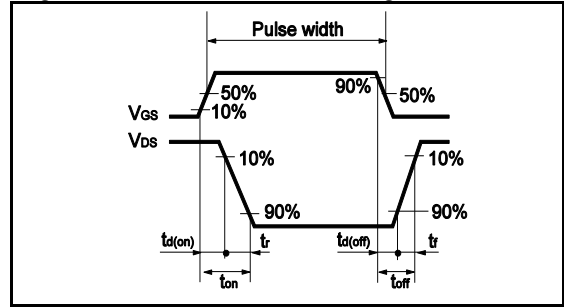 Pulse width
90%
50%
50%
10%
VGS
VDS
10%
10%
90%
90%
td(on)
tr
td(off)
tf
ton
toff